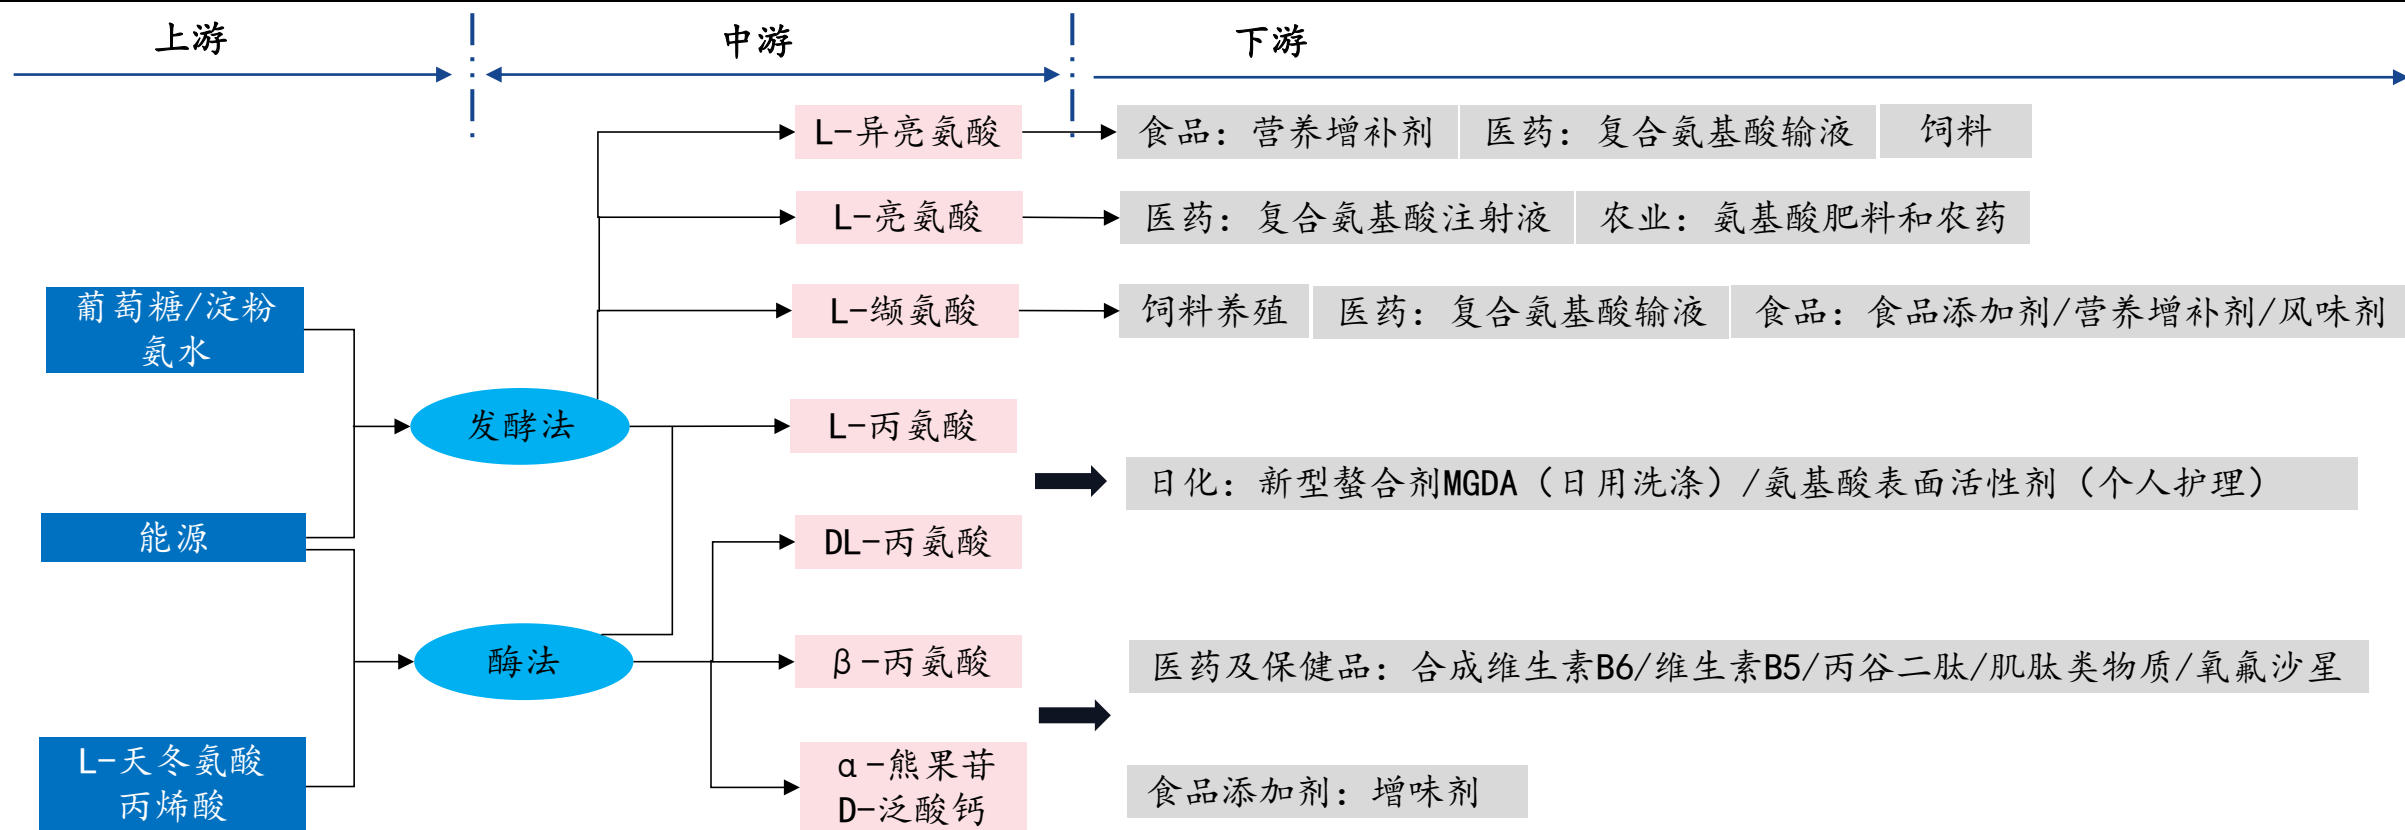 上游
中游
下游
L-异亮氨酸
食品：营养增补剂
医药：复合氨基酸输液
饲料
L-亮氨酸
医药：复合氨基酸注射液
农业：氨基酸肥料和农药
葡萄糖/淀粉
氨水
L-缬氨酸
饲料养殖
医药：复合氨基酸输液
食品：食品添加剂/营养增补剂/风味剂
发酵法
L-丙氨酸
日化：新型螯合剂MGDA（日用洗涤）/氨基酸表面活性剂（个人护理）
能源
DL-丙氨酸
酶法
β-丙氨酸
医药及保健品：合成维生素B6/维生素B5/丙谷二肽/肌肽类物质/氧氟沙星
L-天冬氨酸
丙烯酸
α-熊果苷
D-泛酸钙
食品添加剂：增味剂